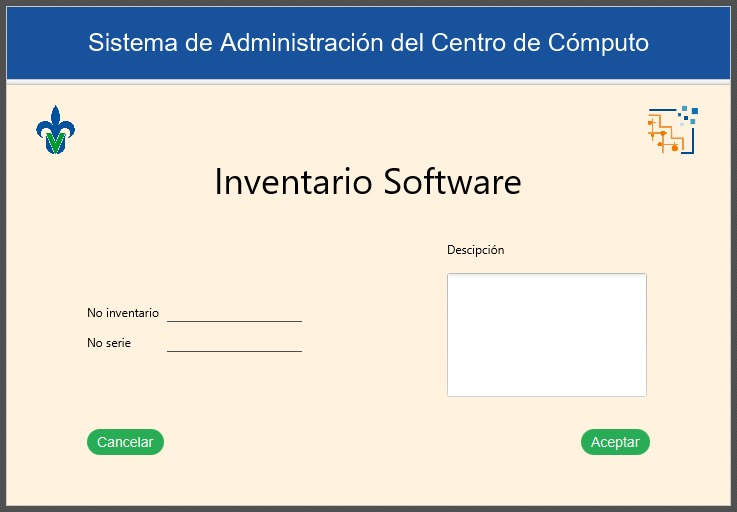 Sistema de Administración del Centro de Cómputo
Inventario Software
Descipción
No inventario
No serie
Cancelar
Aceptar